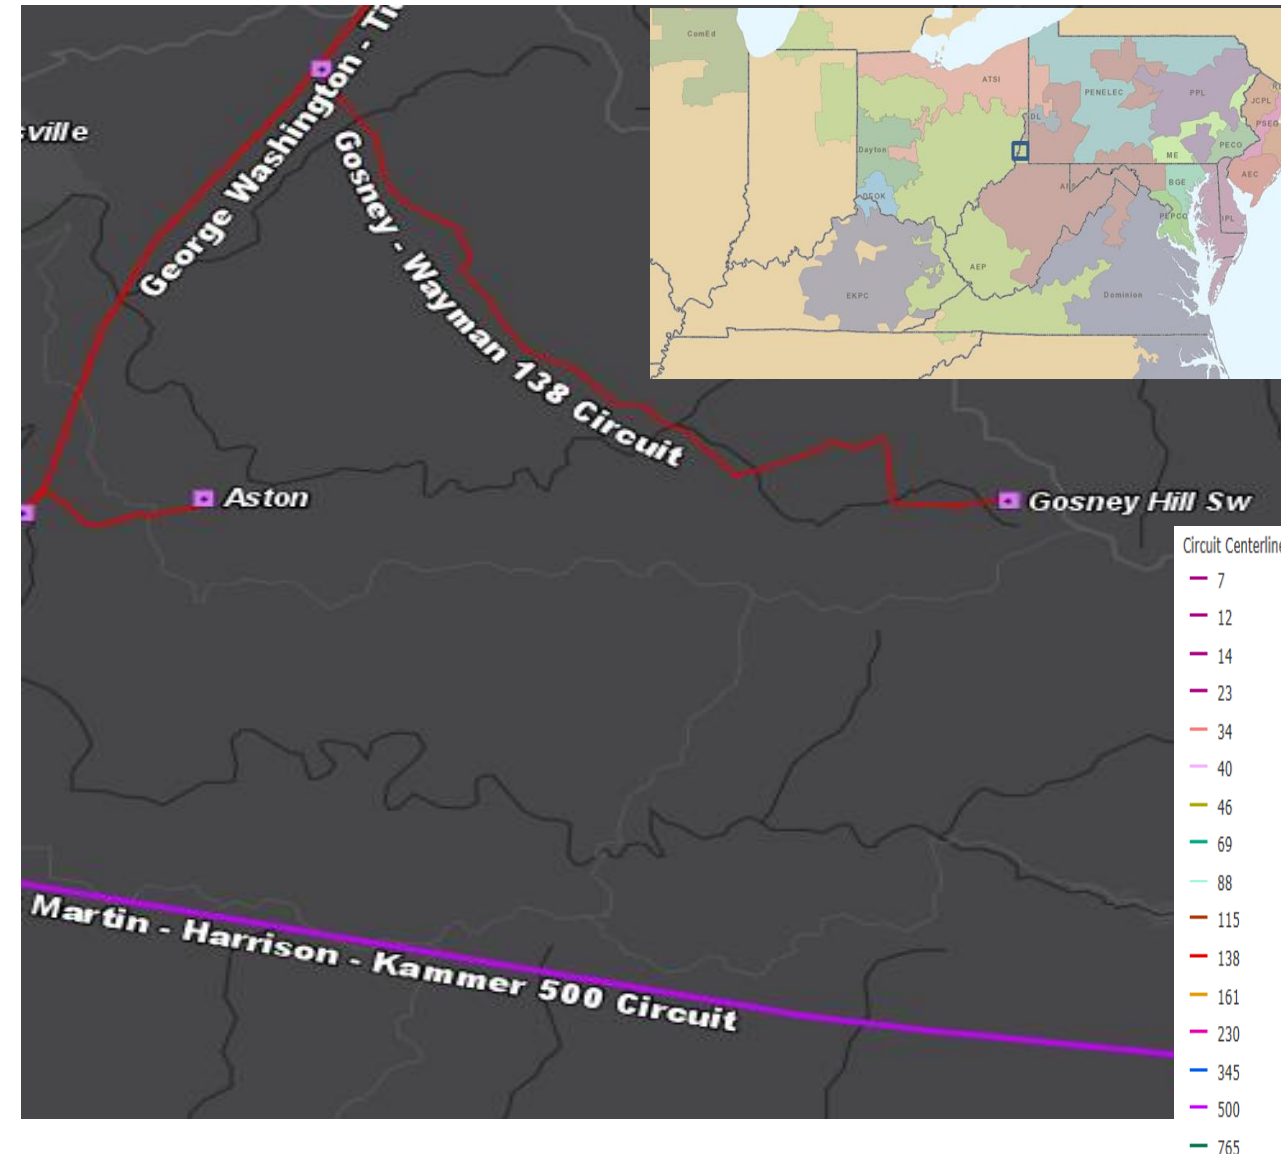 George Washington - Ti
sville
Gosney - Wayman 138 Circuit
Aston
Gosney Hill Sw
Martin - Harrison - Kammer 500 Circuit
ComEd
ATSI
PENELEC
PPL
JCPL
DL
PSEG
Dayton
PECO
ME
AEC
BGE
DEOK
PEPCO
AEP
EKPC
Dominion
Circuit Centerline
7
12
14
23
34
40
46
69
88
115
138
161
230
345
500
765